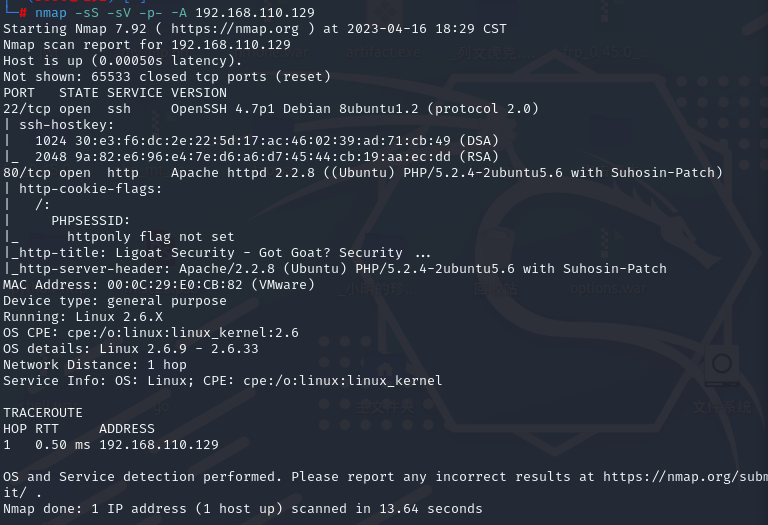 # nmap -sS -sV -p- -A 192.168.110.129
Starting Nmap 7.92 ( https://nmap.org ) at 2023-04-16 18:29 CST
Nmap scan report for 192.168.110.129
Host is up (0.00050s latency).
Not shown: 65533 closed tcp ports (reset)
PORT   STATE SERVICE VERSION
22/tcp open  ssh     OpenSSH 4.7p1 Debian 8ubuntu1.2 (protocol 2.0)
| ssh-hostkey:
|   1024 30:e3:f6:dc:2e:22:5d:17:ac:46:02:39:ad:71:cb:49 (DSA)
|_  2048 9a:82:e6:96:e4:7e:d6:a6:d7:45:44:cb:19:aa:ec:dd (RSA)
80/tcp open  http    Apache httpd 2.2.8 ((Ubuntu) PHP/5.2.4-2ubuntu5.6 with Suhosin-Patch)
| http-cookie-flags:
|   /:
|     PHPSESSID:
|_      httponly flag not set
|_http-title: Ligoat Security - Got Goat? Security ...
|_http-server-header: Apache/2.2.8 (Ubuntu) PHP/5.2.4-2ubuntu5.6 with Suhosin-Patch
MAC Address: 00:0C:29:E0:CB:82 (VMware)
Device type: general purpose
Running: Linux 2.6.X
OS CPE: cpe:/o:linux:linux_kernel:2.6
OS details: Linux 2.6.9 - 2.6.33
Network Distance: 1 hop
Service Info: OS: Linux; CPE: cpe:/o:linux:linux_kernel

TRACEROUTE
HOP RTT     ADDRESS
1   0.50 ms 192.168.110.129

OS and Service detection performed. Please report any incorrect results at https://nmap.org/subm
it/ .
Nmap done: 1 IP address (1 host up) scanned in 13.64 seconds
options.war
主文件夹
文件系统